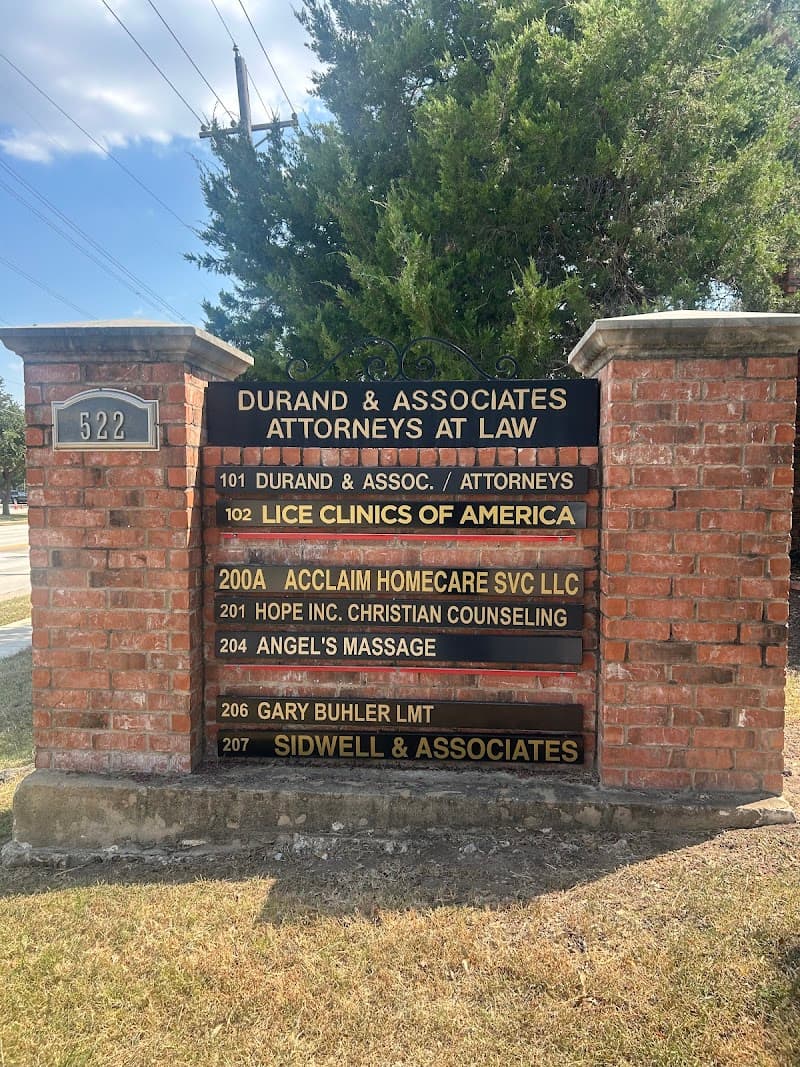 522
DURAND & ASSOCIATES
ATTORNEYS AT LAW
101 DURAND & ASSOC. / ATTORNEYS
102 LICE CLINICS OF AMERICA
200A ACCLAIM HOMECARE SVC LLC
201 HOPE INC. CHRISTIAN COUNSELING
204 ANGEL'S MASSAGE
206 GARY BUHLER LMT
207 SIDWELL & ASSOCIATES